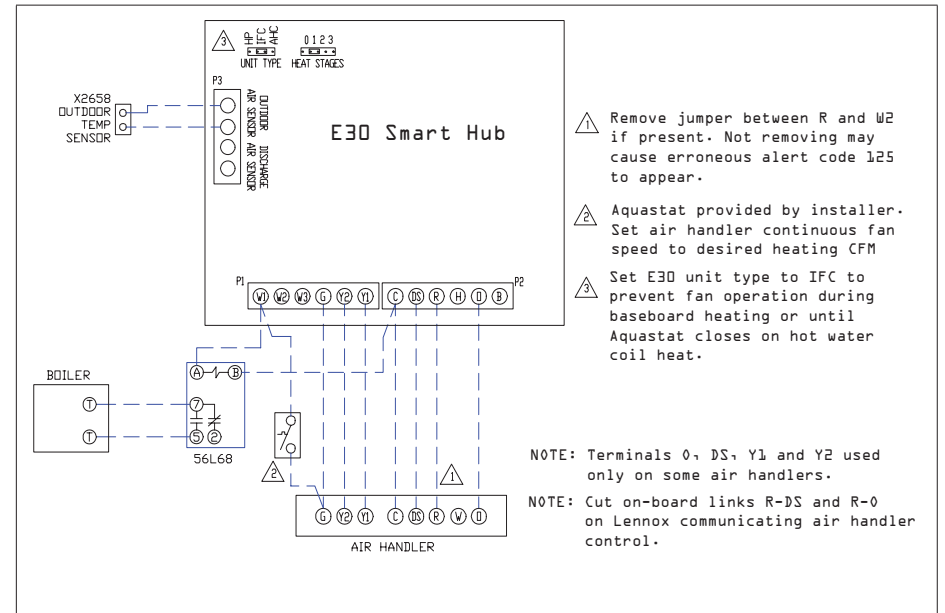 3
HP
IFC
AHC
UNIT TYPE
0 1 2 3
HEAT STAGES
P3
X2658
OUTDOOR
TEMP
SENSOR
OUTDOOR
AIR SENSOR
DISCHARGE
AIR SENSOR
E30 Smart Hub
1 Remove jumper between R and W2
if present. Not removing may
cause erroneous alert code 125
to appear.
2 Aquastat provided by installer.
Set air handler continuous fan
speed to desired heating CFM
3 Set E30 unit type to IFC to
prevent fan operation during
baseboard heating or until
Aquastat closes on hot water
coil heat.
P1
W1 W2 W3 G Y2 Y1
C DS R H O B
P2
BOILER
T
T
A B
7
5 2
56L68
2
1
G Y2 Y1 C DS R W O
AIR HANDLER
NOTE: Terminals O, DS, Y1 and Y2 used
only on some air handlers.
NOTE: Cut on-board links R-DS and R-O
on Lennox communicating air handler
control.